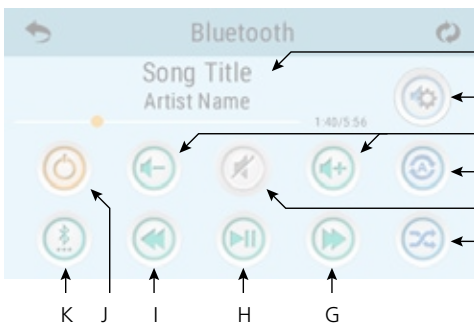 Bluetooth
Song Title
Artist Name
1:40/5:56
A
K J I H G